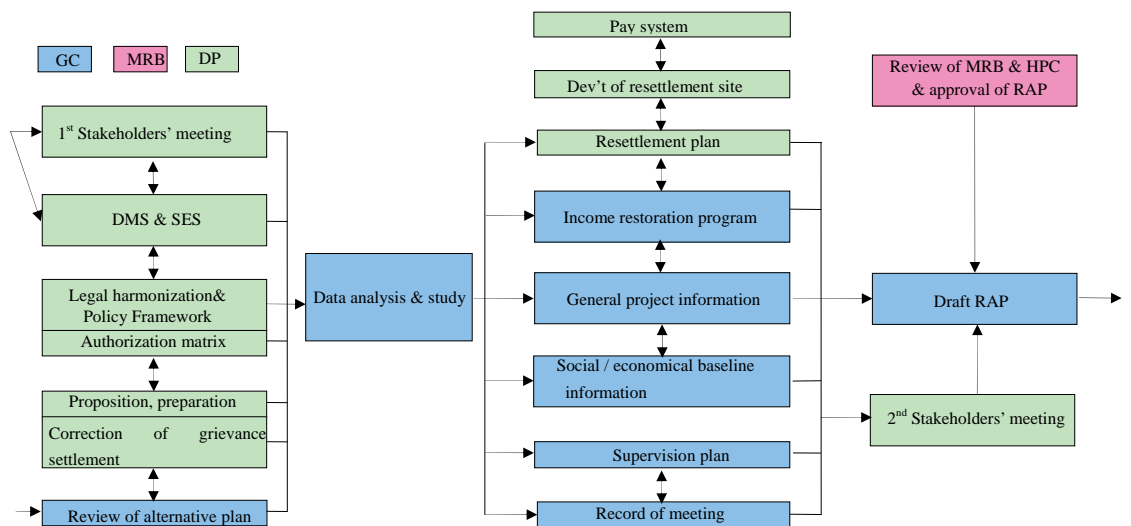 GC
MRB
DP
1st Stakeholders’ meeting
DMS & SES
Legal harmonization&
Policy Framework
Authorization matrix
Proposition, preparation
Correction of grievance
settlement
Review of alternative plan
Data analysis & study
Pay system
Dev’t of resettlement site
Resettlement plan
Income restoration program
General project information
Social / economical baseline
information
Supervision plan
Record of meeting
Review of MRB & HPC
& approval of RAP
Draft RAP
2nd Stakeholders’ meeting